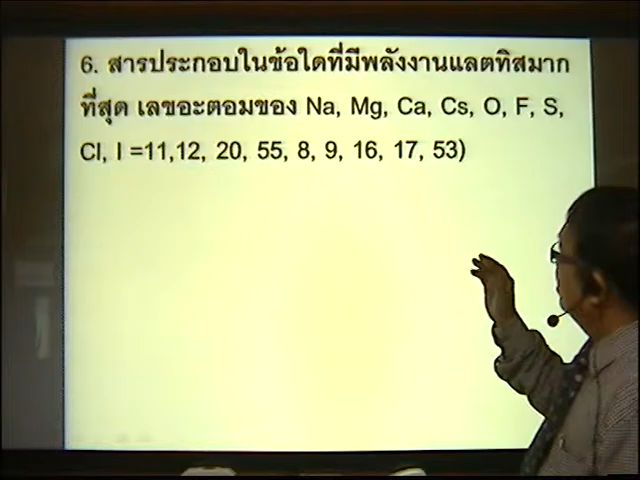 6. สารประกอบในข้อใดที่มีพลังงานแลตทิสมาก
ที่สุด เลขอะตอมของ Na, Mg, Ca, Cs, O, F, S,
Cl, I =11,12, 20, 55, 8, 9, 16, 17, 53)